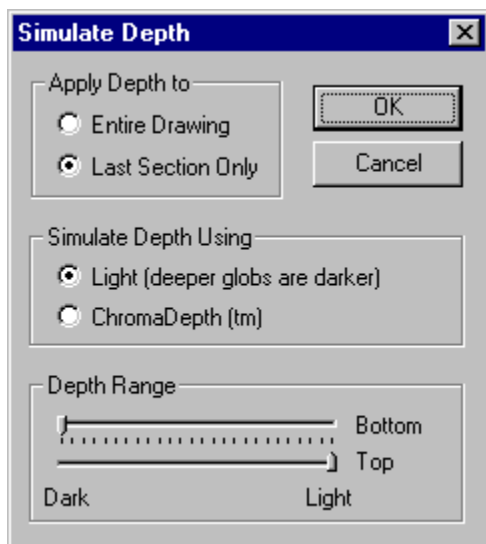 Simulate Depth
Apply Depth to
Entire Drawing
Last Section Only
OK
Cancel
Simulate Depth Using
Light (deeper globs are darker)
ChromaDepth (tm)
Depth Range
Bottom
Top
Dark Light